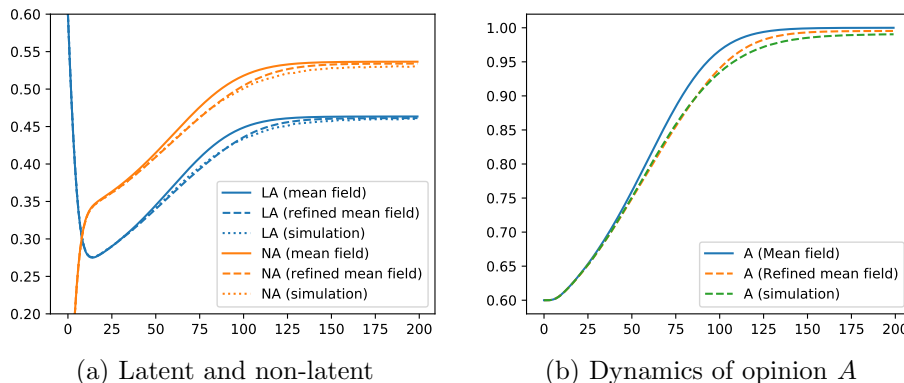 0.60
0.55
0.50
0.45
0.40
0.35
0.30
0.25
0.20
LA (mean field)
LA (refined mean field)
LA (simulation)
NA (mean field)
NA (refined mean field)
NA (simulation)
0 25 50 75 100 125 150 175 200
(a) Latent and non-latent
1.00
0.95
0.90
0.85
0.80
0.75
0.70
0.65
0.60
A (Mean field)
A (Refined mean field)
A (simulation)
0 25 50 75 100 125 150 175 200
(b) Dynamics of opinion A